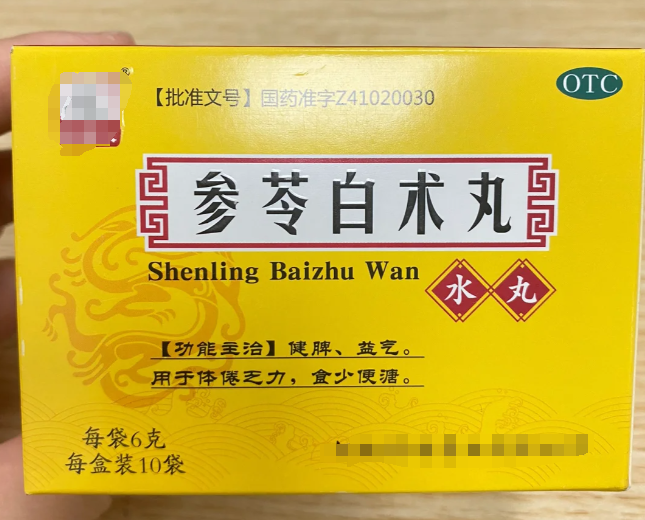 ®
【批准文号】国药准字Z41020030
OTC
参苓白术丸
Shenling Baizhu Wan
水丸
【功能主治】健脾、益气。
用于体倦乏力，食少便溏。
每袋6克
每盒装10袋